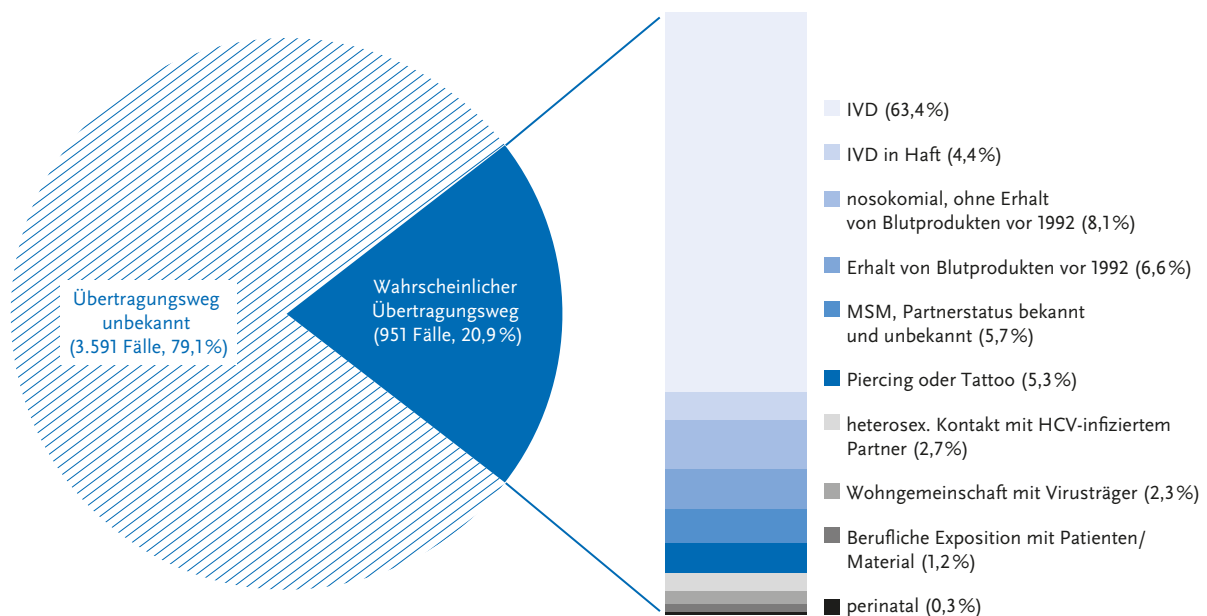 Übertragungsweg
unbekannt
(3.591 Fälle, 79,1%)
Wahrscheinlicher
Übertragungsweg
(951 Fälle, 20,9%)
IVD (63,4%)
IVD in Haft (4,4%)
nosokomial, ohne Erhalt
von Blutprodukten vor 1992 (8,1%)
Erhalt von Blutprodukten vor 1992 (6,6%)
MSM, Partnerstatus bekannt
und unbekannt (5,7%)
Piercing oder Tattoo (5,3%)
heterosex. Kontakt mit HCV-infiziertem
Partner (2,7%)
Wohngemeinschaft mit Virusträger (2,3%)
Berufliche Exposition mit Patienten/
Material (1,2%)
perinatal (0,3%)